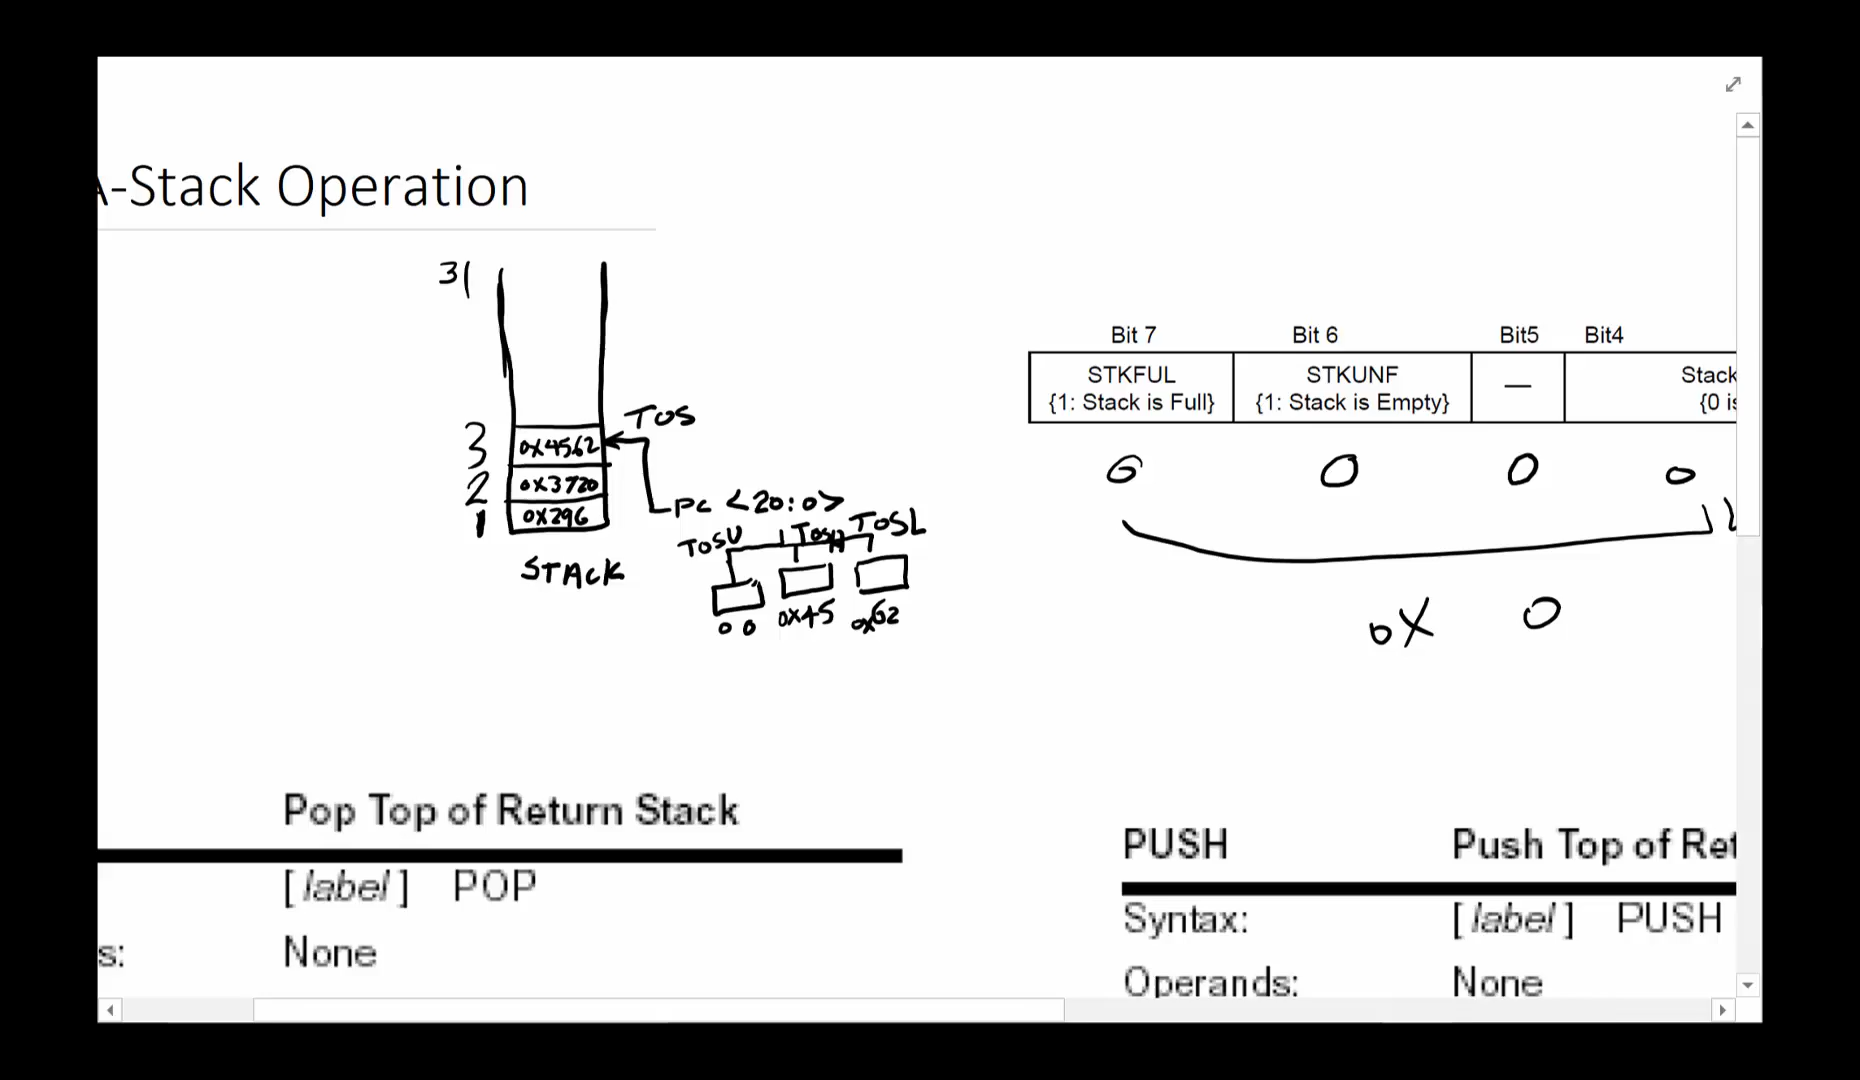 A-Stack Operation
31
3 0x4562 TOS
2 0x3720
1 0x296
STACK
PC <20:0>
TOSU TOSH TOSL
00 0x45 0x62
Bit 7 Bit 6 Bit5 Bit4
STKFUL STKUNF — Stack
{1: Stack is Full} {1: Stack is Empty} {0 is
0 0 0 0
0x 0
Pop Top of Return Stack
[label] POP
s: None
PUSH Push Top of Ret
Syntax: [label] PUSH
Operands: None